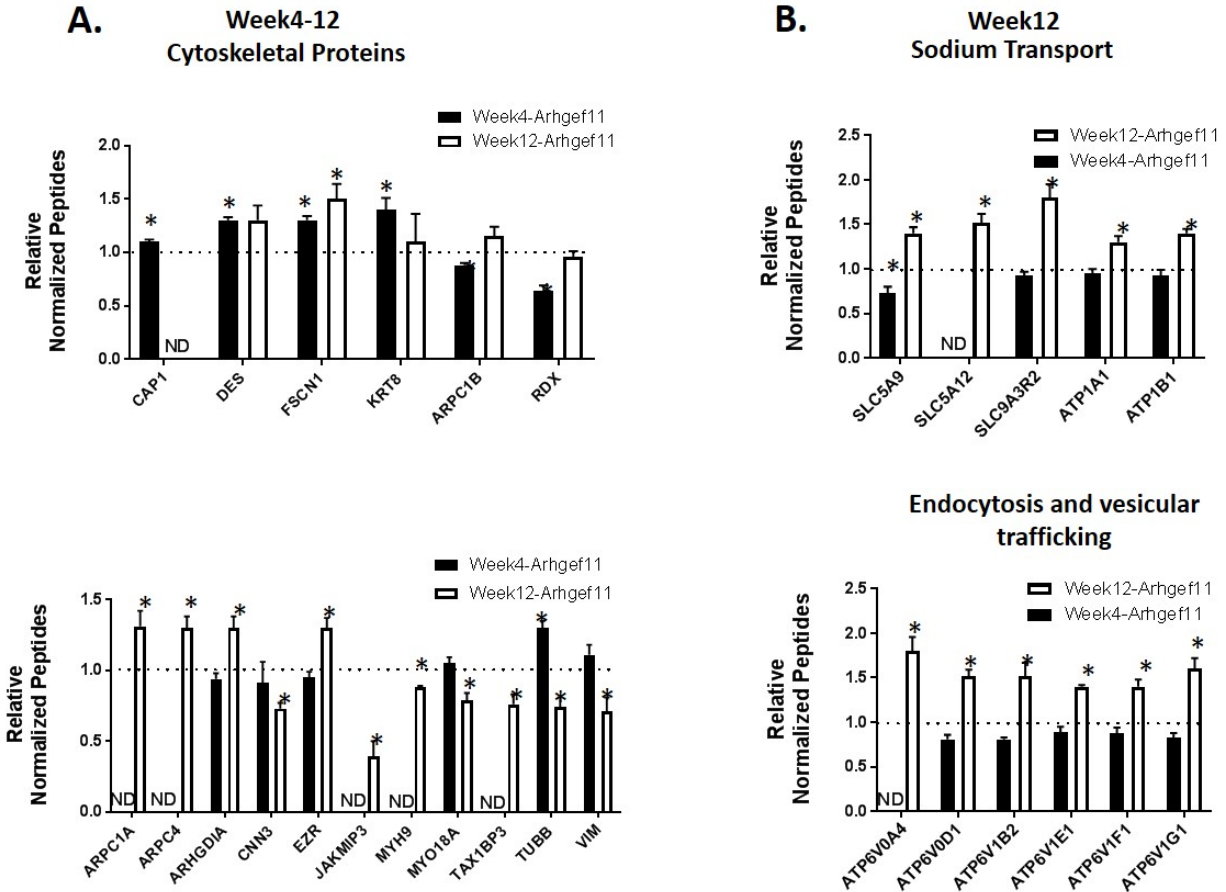 A.
Week4-12
Cytoskeletal Proteins
Week4-Arhgef11
Week12-Arhgef11
Relative
Normalized Peptides
2.0
1.5
1.0
0.5
0.0
* * * * * * *
ND
CAP1 DES FSCN1 KRT8 ARPC1B RDX
Week4-Arhgef11
Week12-Arhgef11
Relative
Normalized Peptides
1.5
1.0
0.5
0.0
* * * * * * * * * * * *
ND ND ND ND ND
ARPC1A ARPC4 ARHGDIA CNN3 EZR JAKMIP3 MYH9 MYO18A TAX1BP3 TUBB VIM
B.
Week12
Sodium Transport
Week12-Arhgef11
Week4-Arhgef11
Relative
Normalized Peptides
2.5
2.0
1.5
1.0
0.5
0.0
* * * * * *
ND
SLC5A9 SLC5A12 SLC9A3R2 ATP1A1 ATP1B1
Endocytosis and vesicular
trafficking
Week12-Arhgef11
Week4-Arhgef11
Relative
Normalized Peptides
2.5
2.0
1.5
1.0
0.5
0.0
* * * * * *
ND
ATP6V0A4 ATP6V0D1 ATP6V1B2 ATP6V1E1 ATP6V1F1 ATP6V1G1